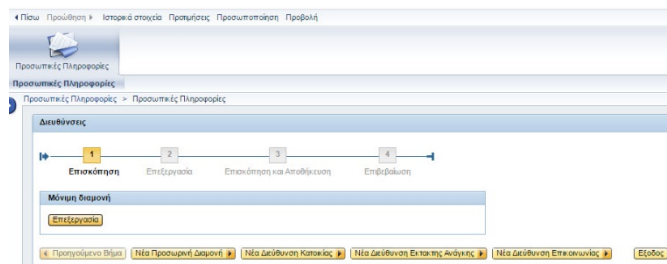 Πίσω Προώθηση Ιστορικά στοιχεία Προτιμήσεις Προσωποποίηση Προβολή
Προσωπικές Πληροφορίες
Προσωπικές Πληροφορίες
Προσωπικές Πληροφορίες > Προσωπικές Πληροφορίες
Διευθύνσεις
1 2 3 4
Επισκόπηση Επεξεργασία Επισκόπηση και Αποθήκευση Επιβεβαίωση
Μόνιμη διαμονή
Επεξεργασία
Προηγούμενο Βήμα Νέα Προσωρινή Διαμονή Νέα Διεύθυνση Κατοικίας Νέα Διεύθυνση Εκτακτης Ανάγκης Νέα Διεύθυνση Επικοινωνίας Εξοδος